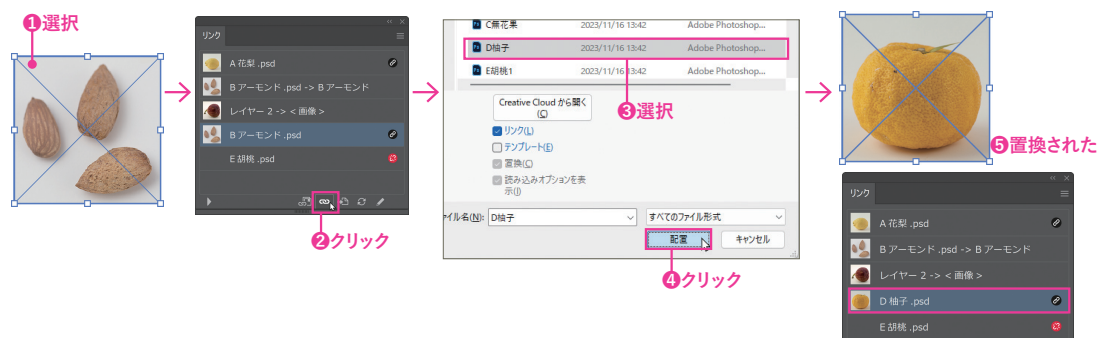 ❶選択
リンク
A 花梨 .psd
B アーモンド .psd -> B アーモンド
レイヤー 2 -> < 画像 >
B アーモンド .psd
E 胡桃 .psd
❷クリック
C無花果 2023/11/16 13:42 Adobe Photoshop...
D柚子 2023/11/16 13:42 Adobe Photoshop...
E胡桃1 2023/11/16 13:42 Adobe Photoshop...
❸選択
Creative Cloud から開く
(C)
リンク(L)
テンプレート(E)
置換(C)
読み込みオプションを表
示(I)
ァイル名(N): D柚子 すべてのファイル形式
配置 キャンセル
❹クリック
❺置換された
リンク
A 花梨 .psd
B アーモンド .psd -> B アーモンド
レイヤー 2 -> < 画像 >
D 柚子 .psd
E 胡桃 .psd